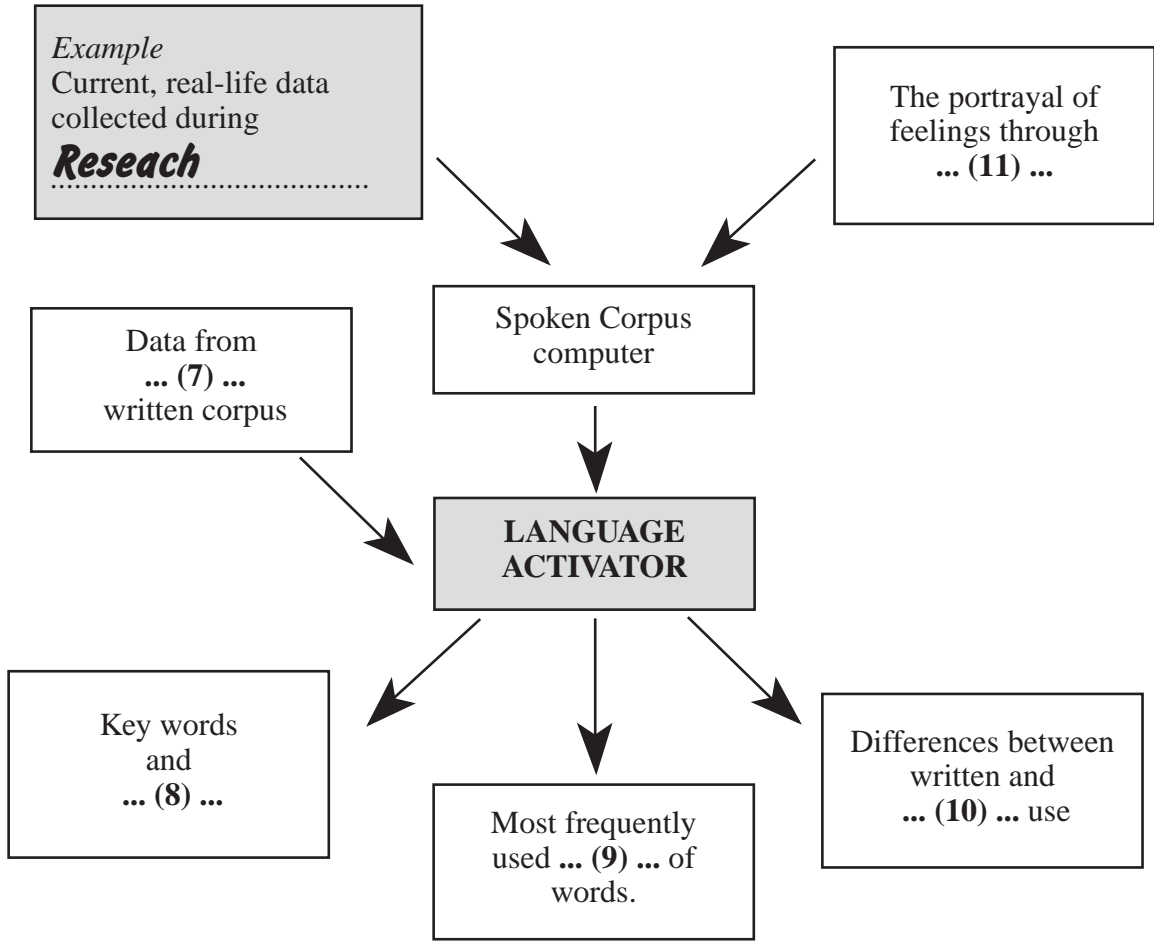 Example
Current, real-life data
collected during
Reseach
The portrayal of
feelings through
... (11) ...
Data from
... (7) ...
written corpus
Spoken Corpus
computer
LANGUAGE
ACTIVATOR
Key words
and
... (8) ...
Most frequently
used ... (9) ... of
words.
Differences between
written and
... (10) ... use